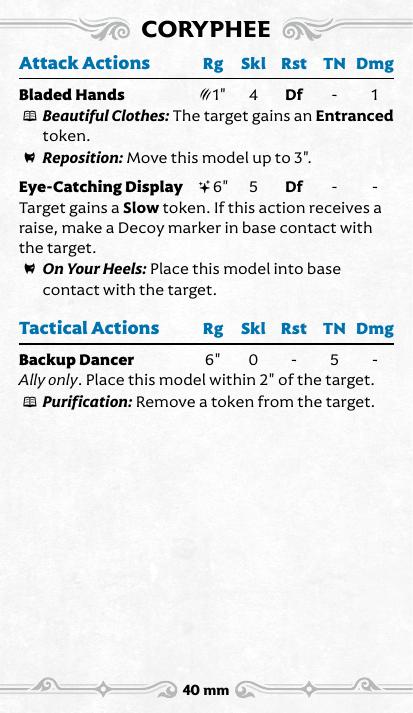 CORYPHEE
Attack Actions Rg Skl Rst TN Dmg
Bladed Hands 1" 4 Df - 1
Beautiful Clothes: The target gains an Entranced
token.
Reposition: Move this model up to 3".
Eye-Catching Display 6" 5 Df - -
Target gains a Slow token. If this action receives a
raise, make a Decoy marker in base contact with
the target.
On Your Heels: Place this model into base
contact with the target.
Tactical Actions Rg Skl Rst TN Dmg
Backup Dancer 6" 0 - 5 -
Ally only. Place this model within 2" of the target.
Purification: Remove a token from the target.
40 mm